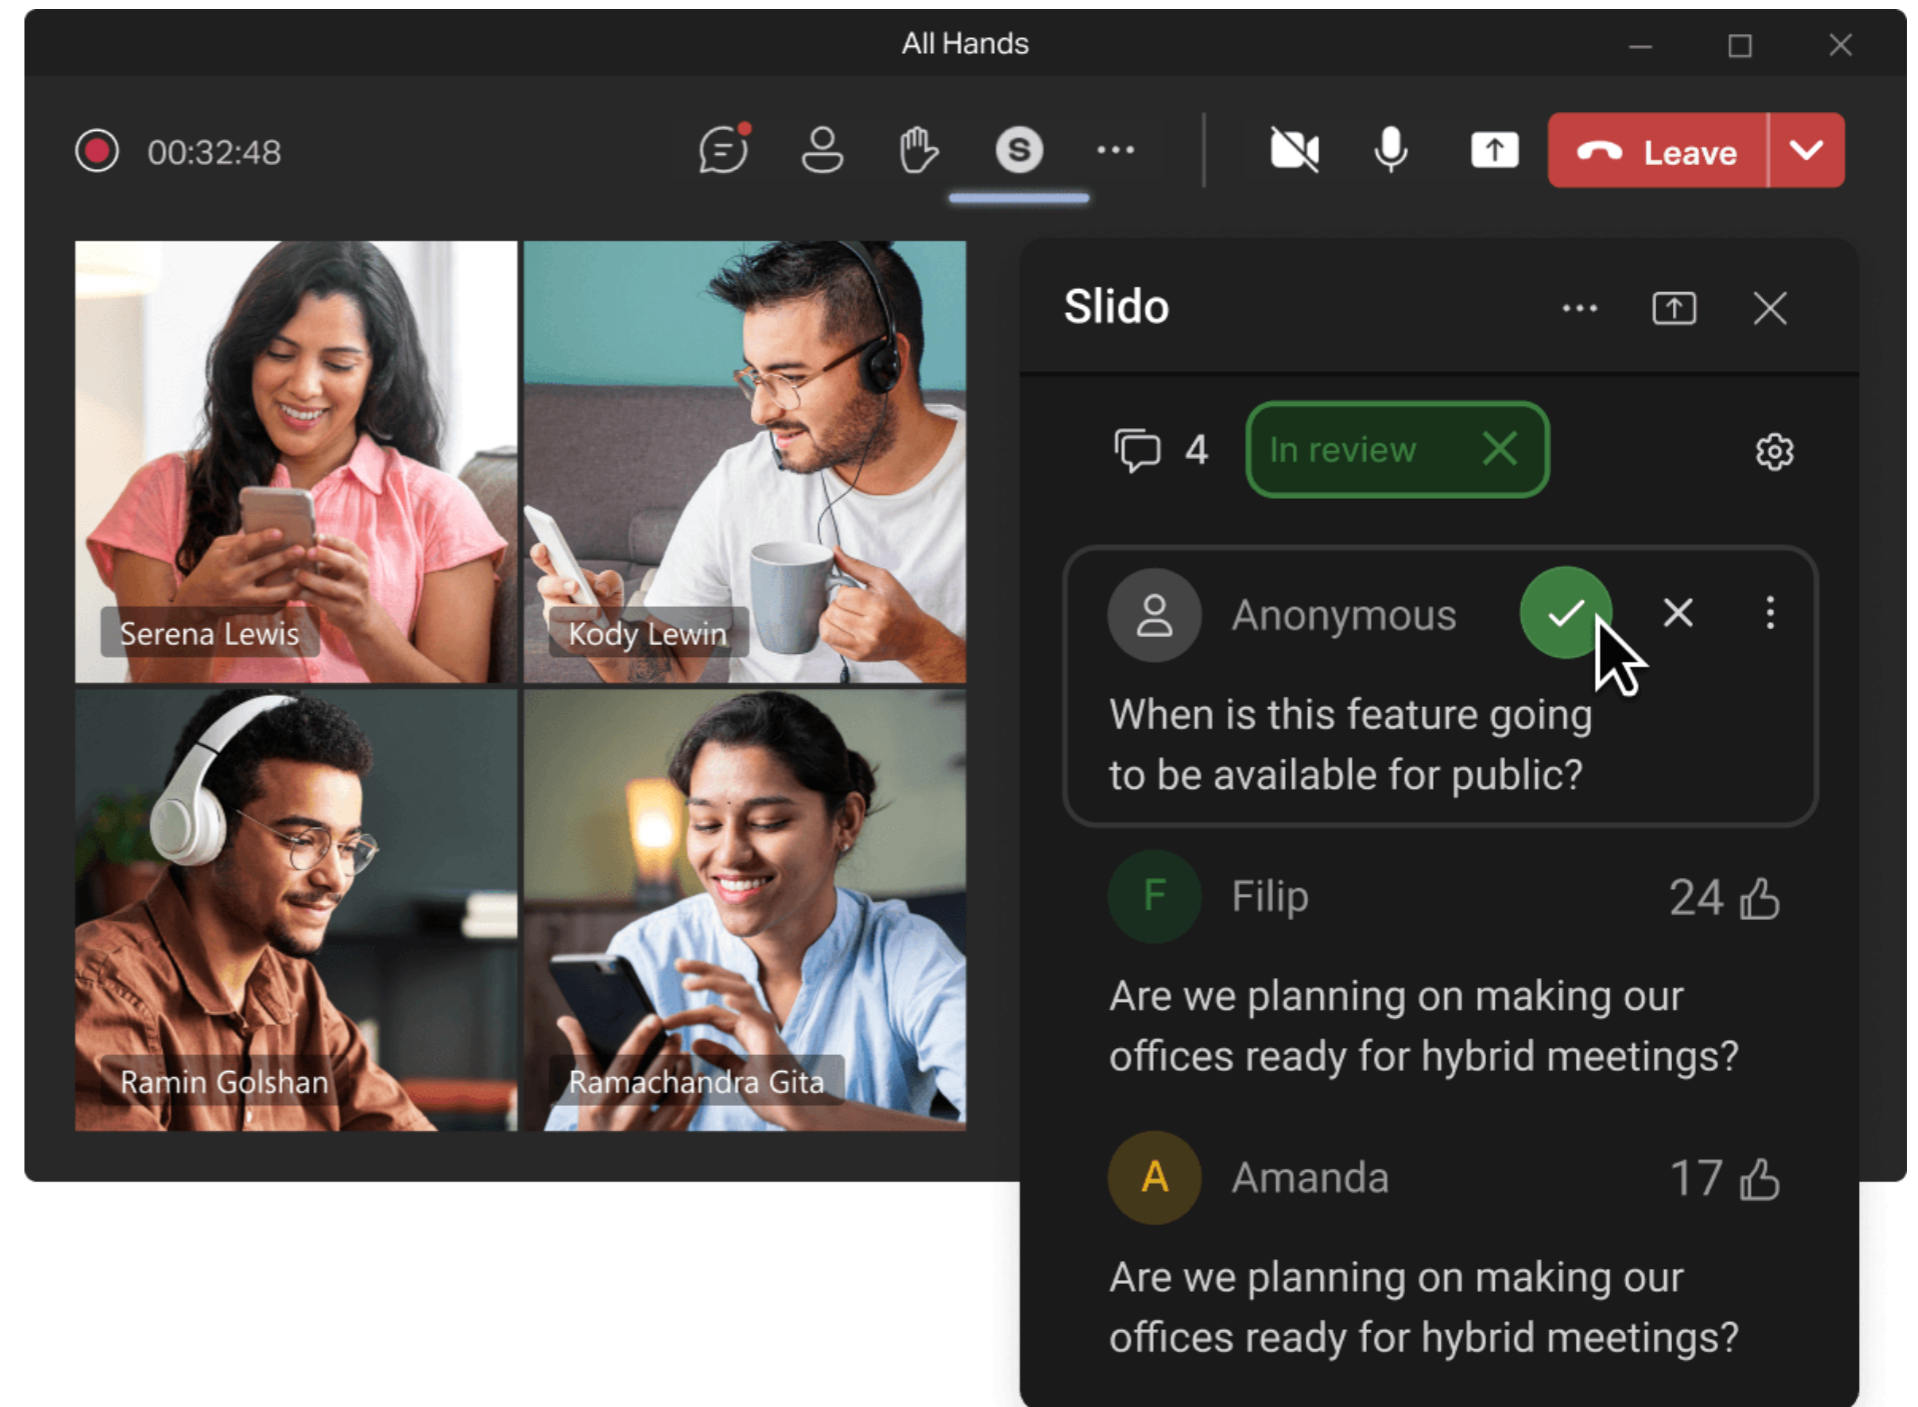 All Hands
00:32:48
S
Leave
Serena Lewis
Kody Lewin
Ramin Golshan
Ramachandra Gita
Slido
4
In review
Anonymous
When is this feature going
to be available for public?
F
Filip
24
Are we planning on making our
offices ready for hybrid meetings?
A
Amanda
17
Are we planning on making our
offices ready for hybrid meetings?